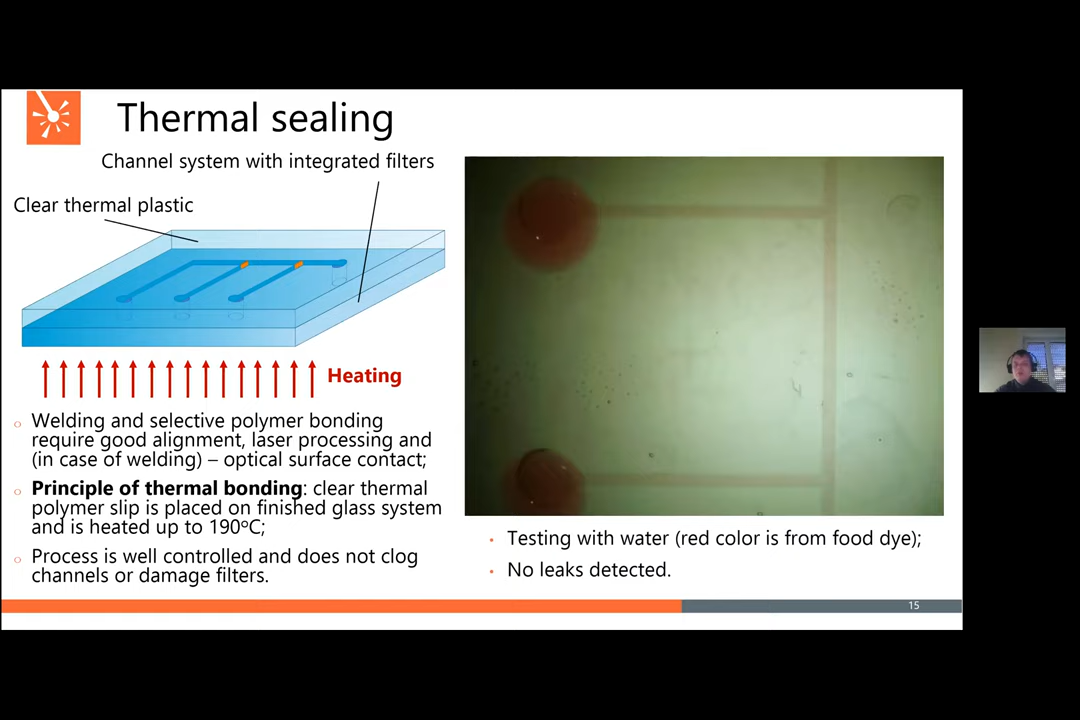 Thermal sealing
Channel system with integrated filters
Clear thermal plastic
Heating
Welding and selective polymer bonding
require good alignment, laser processing and
(in case of welding) – optical surface contact;
Principle of thermal bonding: clear thermal
polymer slip is placed on finished glass system
and is heated up to 190ºC;
Process is well controlled and does not clog
channels or damage filters.
Testing with water (red color is from food dye);
No leaks detected.
15